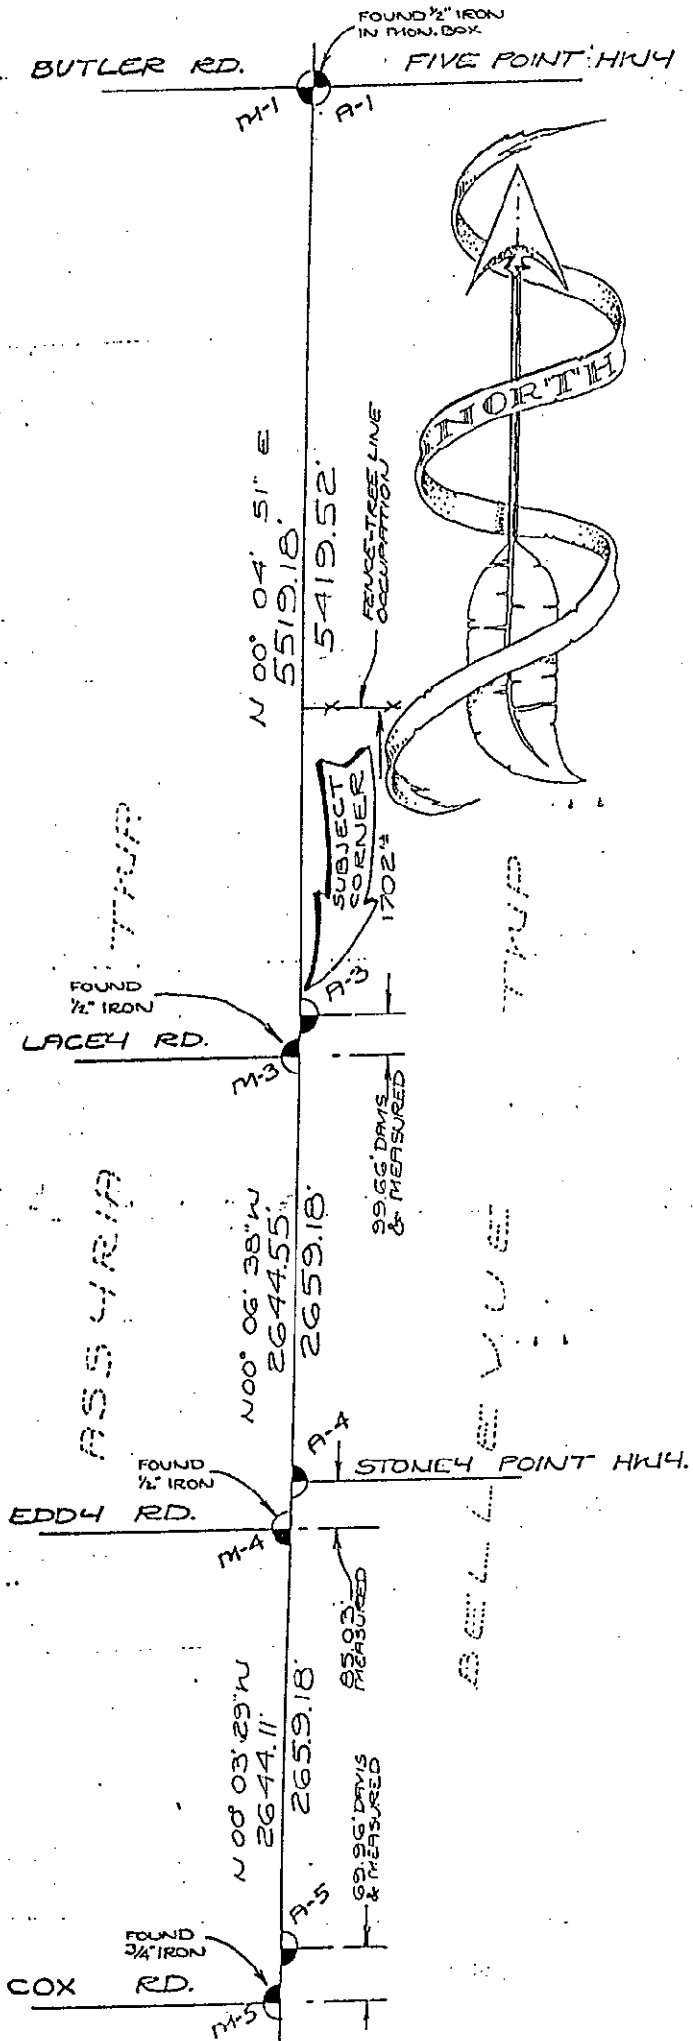 FOUND ½" IRON
IN MON. BOX
BUTLER RD.
FIVE POINT HWY
M-1
A-1
NORTH
N 00° 04' 51" E
5519.18'
5419.52'
FENCE-TREE LINE
OCCUPATION
SUBJECT
CORNER
1702'±
TWP
TWP
A-3
FOUND
½" IRON
LACEY RD.
M-3
99.66' DAVIS
& MEASURED
N00° 06' 38" W
2644.55'
2659.18'
ASSYRIA
BELLEVUE
A-4
STONEY POINT HWY.
FOUND
½" IRON
EDDY RD.
M-4
85.03'
MEASURED
N 00° 03' 29" W
2644.11'
2659.18'
69.96' DAVIS
& MEASURED
A-5
FOUND
3/4" IRON
COX RD.
M-5